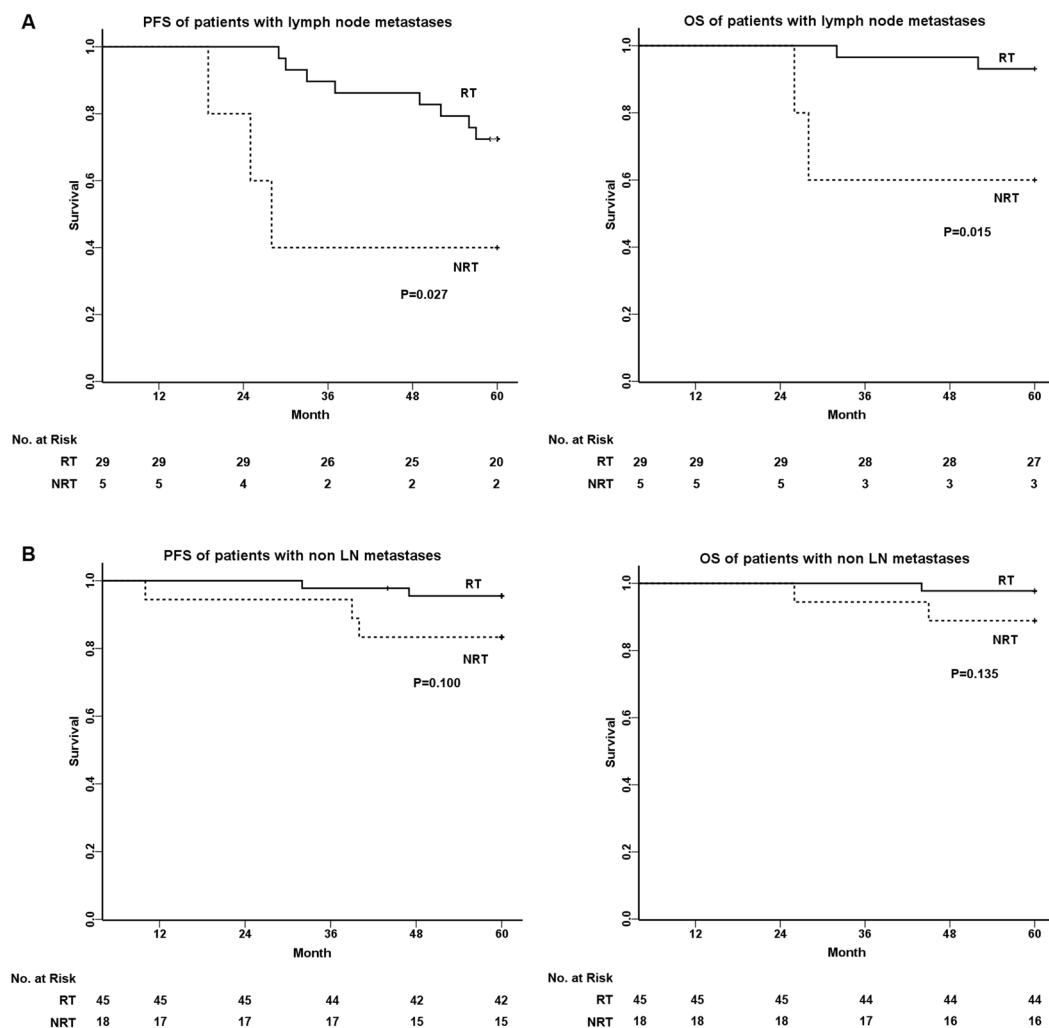 A
PFS of patients with lymph node metastases
1.0
0.8
0.6
0.4
0.2
0.0
Survival
RT
NRT
P=0.027
12 24 36 48 60
Month
No. at Risk
RT 29 29 29 26 25 20
NRT 5 5 4 2 2 2
OS of patients with lymph node metastases
1.0
0.8
0.6
0.4
0.2
0.0
Survival
RT
NRT
P=0.015
12 24 36 48 60
Month
No. at Risk
RT 29 29 29 28 28 27
NRT 5 5 5 3 3 3
B
PFS of patients with non LN metastases
1.0
0.8
0.6
0.4
0.2
0.0
Survival
RT
NRT
P=0.100
12 24 36 48 60
Month
No. at Risk
RT 45 45 45 44 42 42
NRT 18 17 17 17 15 15
OS of patients with non LN metastases
1.0
0.8
0.6
0.4
0.2
0.0
Survival
RT
NRT
P=0.135
12 24 36 48 60
Month
No. at Risk
RT 45 45 45 44 44 44
NRT 18 18 18 17 16 16